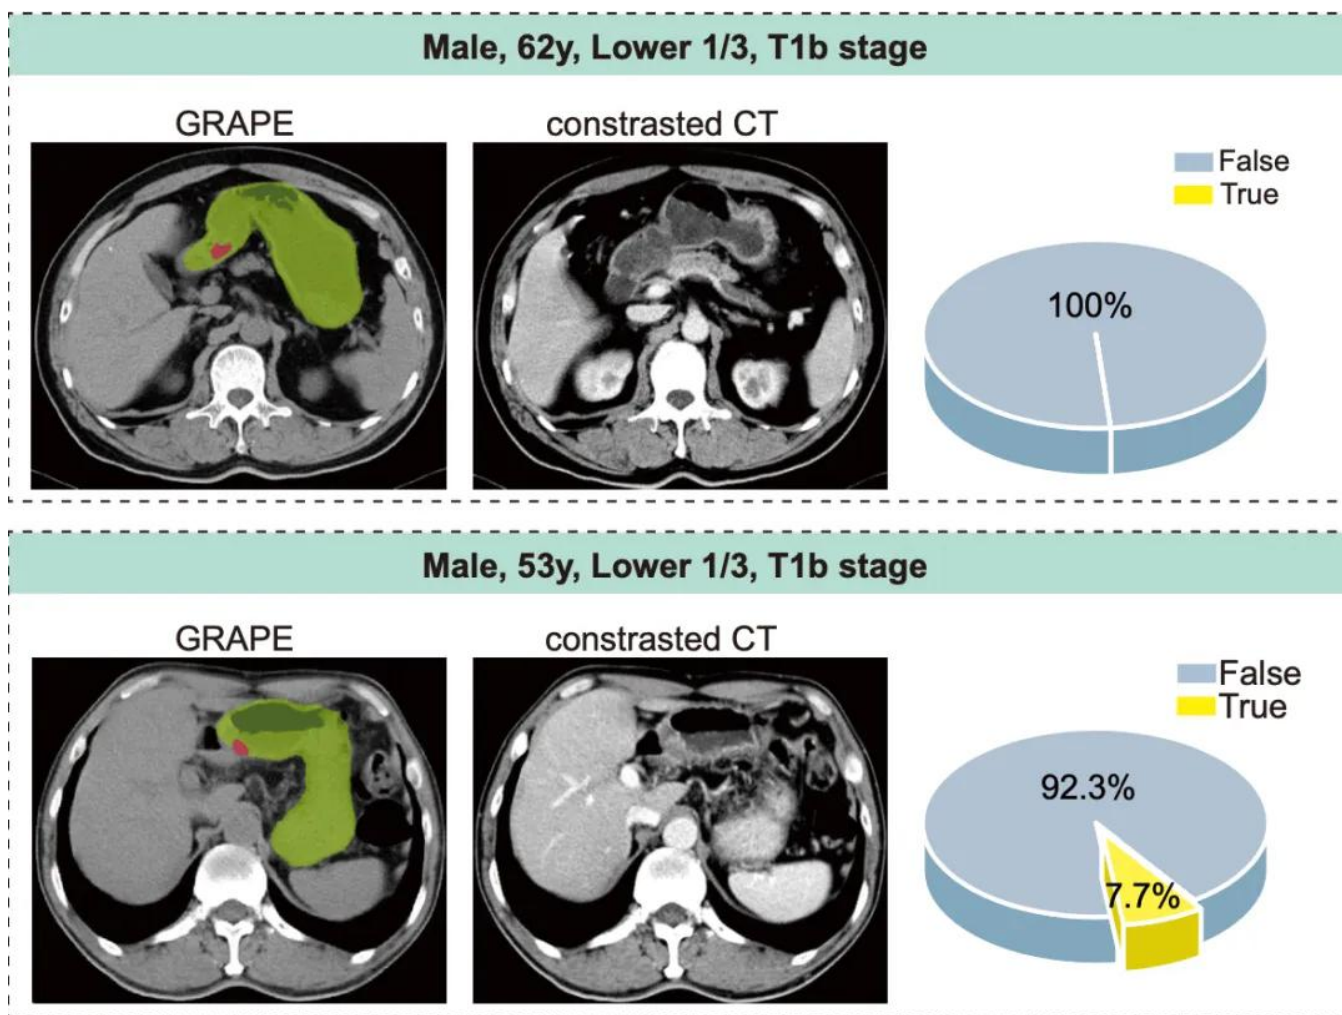 Male, 62y, Lower 1/3, T1b stage
GRAPE
constrasted CT
False
True
100%
Male, 53y, Lower 1/3, T1b stage
GRAPE
constrasted CT
False
True
92.3%
7.7%